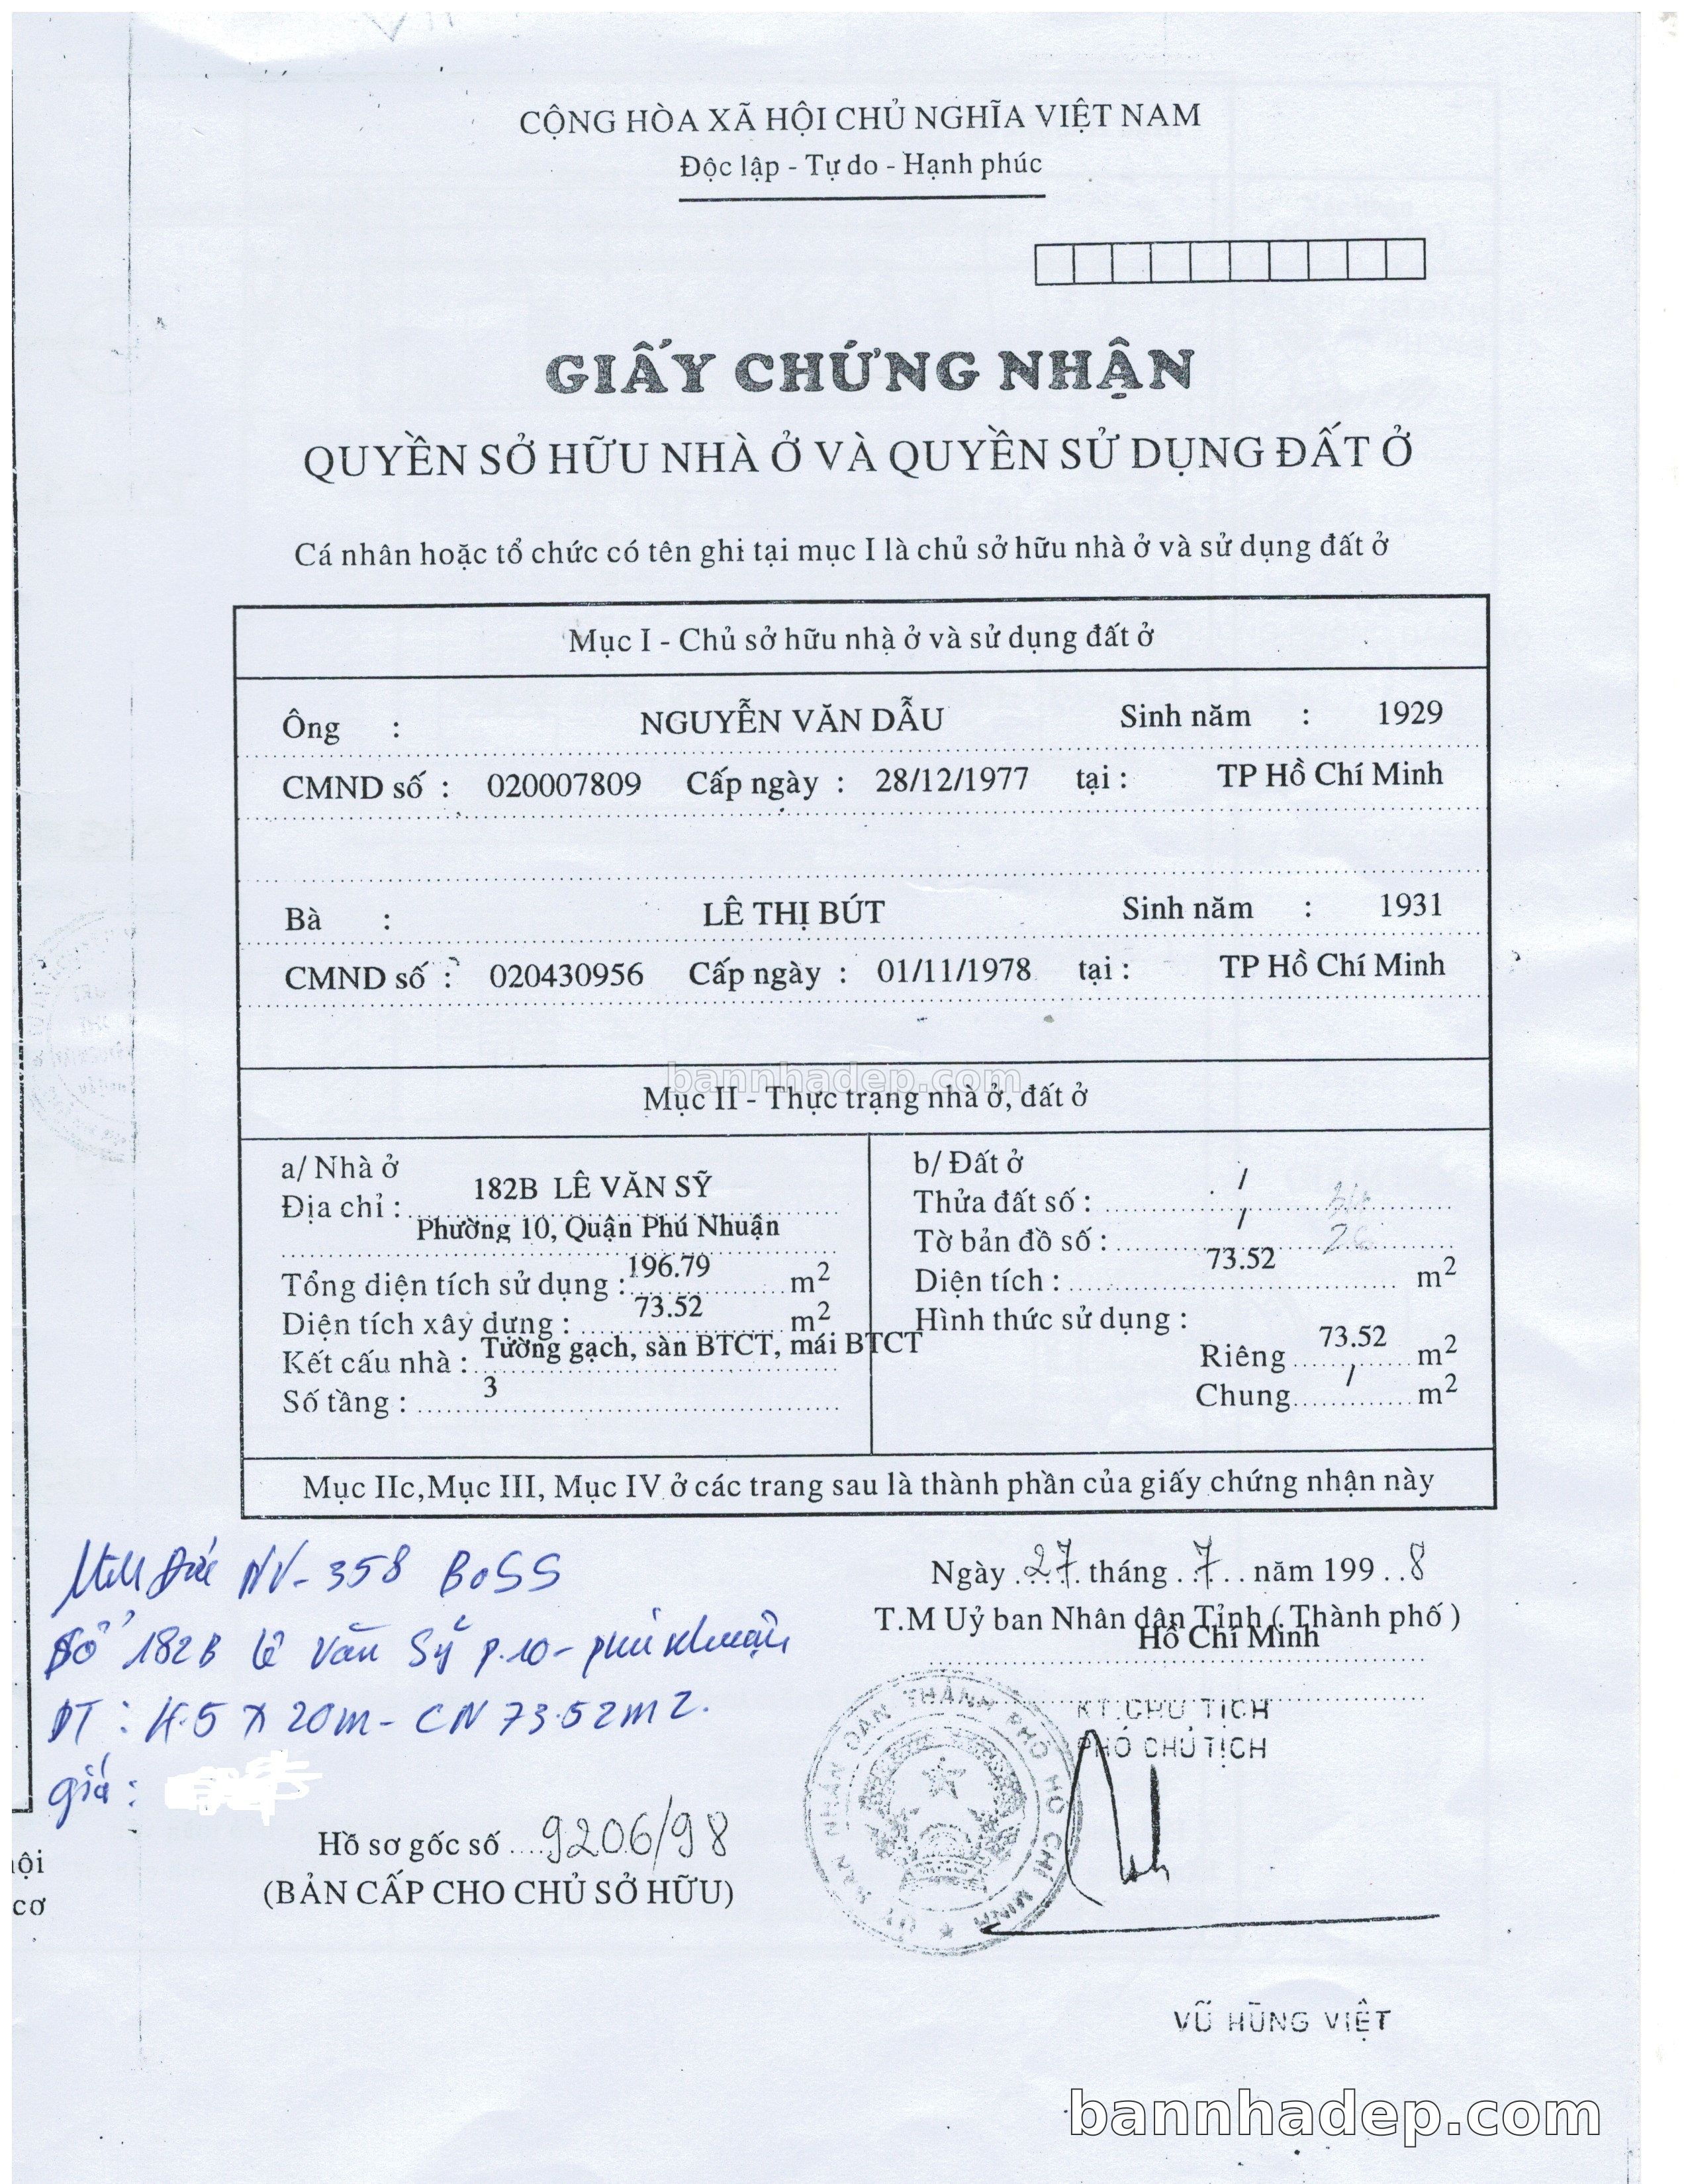 CỘNG HÒA XÃ HỘI CHỦ NGHĨA VIỆT NAM
Độc lập - Tự do - Hạnh phúc
GIẤY CHỨNG NHẬN
QUYỀN SỞ HỮU NHÀ Ở VÀ QUYỀN SỬ DỤNG ĐẤT Ở
Cá nhân hoặc tổ chức có tên ghi tại mục I là chủ sở hữu nhà ở và sử dụng đất ở
Mục I - Chủ sở hữu nhà ở và sử dụng đất ở
Ông : NGUYỄN VĂN DẪU Sinh năm : 1929
CMND số : 020007809 Cấp ngày : 28/12/1977 tại : TP Hồ Chí Minh
Bà : LÊ THỊ BÚT Sinh năm : 1931
CMND số : 020430956 Cấp ngày : 01/11/1978 tại : TP Hồ Chí Minh
bannhadep.com
Mục II - Thực trạng nhà ở, đất ở
a/ Nhà ở
Địa chỉ : 182B LÊ VĂN SỸ
Phường 10, Quận Phú Nhuận
Tổng diện tích sử dụng : 196.79 m2
Diện tích xây dựng : 73.52 m2
Kết cấu nhà : Tường gạch, sàn BTCT, mái BTCT
Số tầng : 3
b/ Đất ở
Thửa đất số : /
Tờ bản đồ số : / 26
Diện tích : 73.52 m2
Hình thức sử dụng :
Riêng 73.52 m2
Chung / m2
Mục IIc, Mục III, Mục IV ở các trang sau là thành phần của giấy chứng nhận này
NV- 358 BOSS
182B Lê Văn Sỹ p.10 - phú nhuận
DT : 4.5 x 20m - CN 73.52m2.
giá :
Ngày 27 tháng 7 năm 1998
T.M Uỷ ban Nhân dân Tỉnh ( Thành phố )
Hồ Chí Minh
KT.CHỦ TỊCH
PHÓ CHỦ TỊCH
ỦY BAN NHÂN DÂN THÀNH PHỐ HỒ CHÍ MINH
Hồ sơ gốc số 9206/98
(BẢN CẤP CHO CHỦ SỞ HỮU)
VŨ HÙNG VIỆT
bannhadep.com